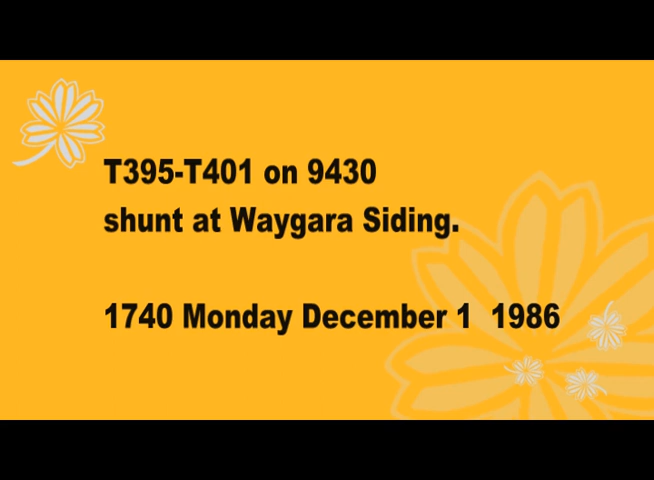 T395-T401 on 9430
shunt at Waygara Siding.
1740 Monday December 1  1986